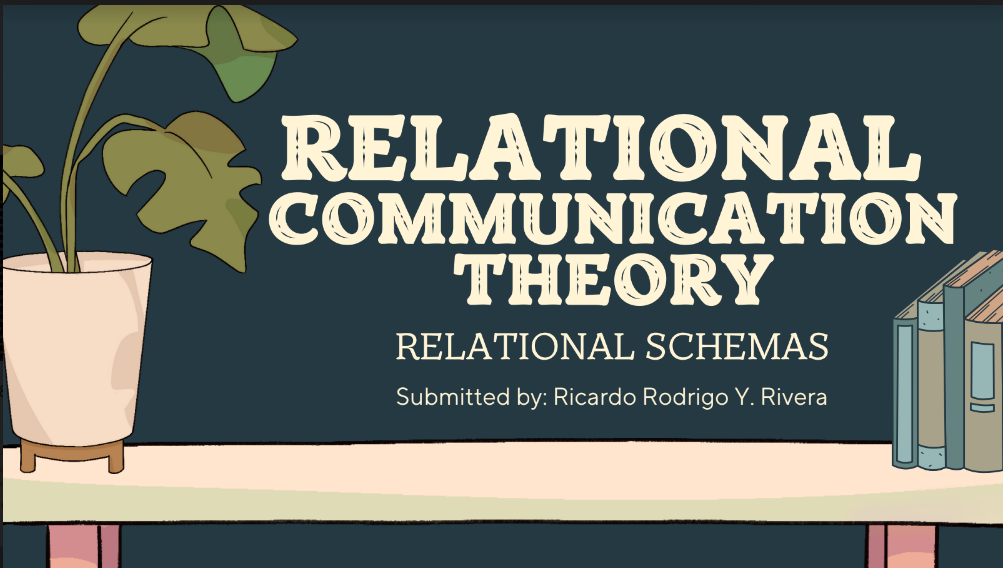 RELATIONAL
COMMUNICATION
THEORY
RELATIONAL SCHEMAS
Submitted by: Ricardo Rodrigo Y. Rivera